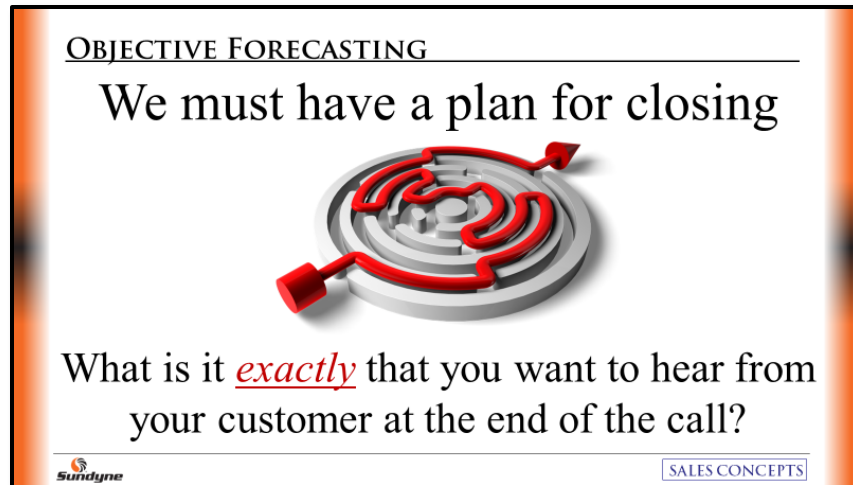 OBJECTIVE FORECASTING
We must have a plan for closing
What is it exactly that you want to hear from
your customer at the end of the call?
Sundyne
SALES CONCEPTS